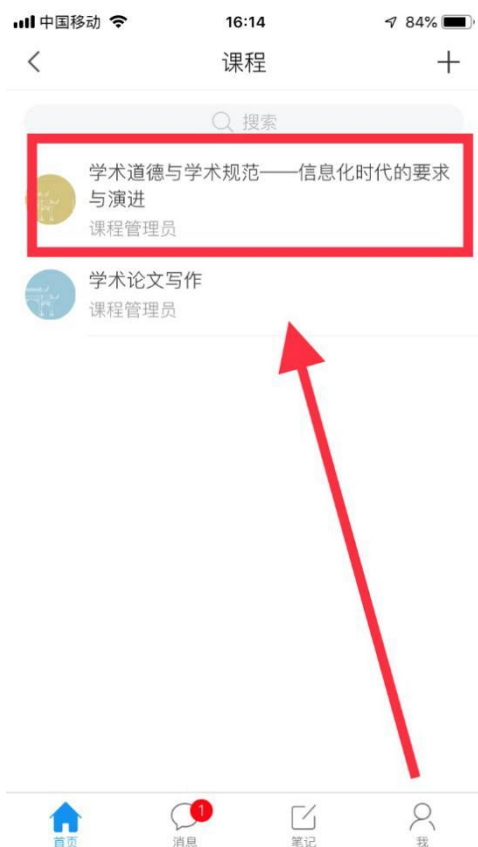 中国移动 16:14 84%
课程
搜索
学术道德与学术规范——信息化时代的要求
与演进
课程管理员
学术论文写作
课程管理员
1
首页 消息 笔记 我